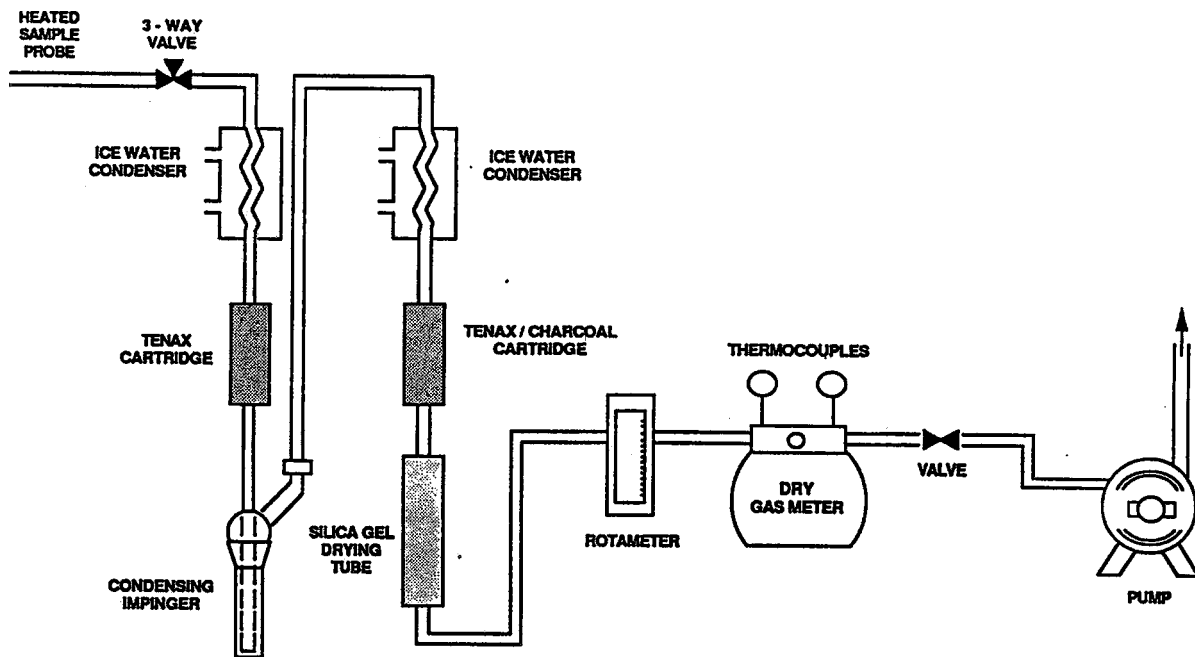 HEATED
SAMPLE
PROBE
3 - WAY
VALVE
ICE WATER
CONDENSER
ICE WATER
CONDENSER
TENAX
CARTRIDGE
TENAX / CHARCOAL
CARTRIDGE
THERMOCOUPLES
VALVE
DRY
GAS METER
ROTAMETER
SILICA GEL
DRYING
TUBE
CONDENSING
IMPINGER
PUMP